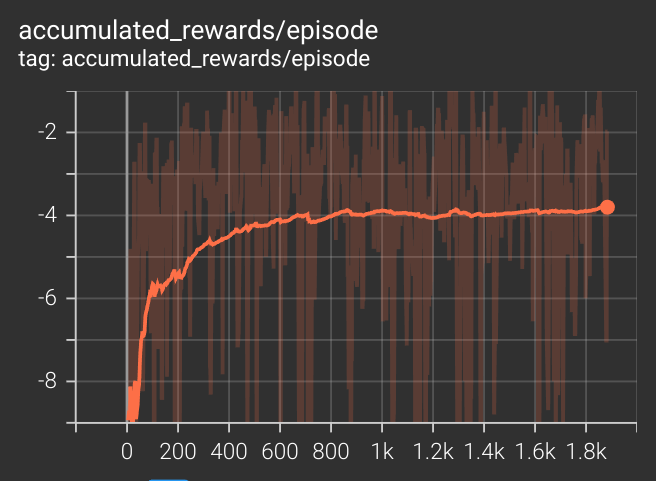 accumulated_rewards/episode
tag: accumulated_rewards/episode
-2
-4
-6
-8
0 200 400 600 800 1k 1.2k 1.4k 1.6k 1.8k